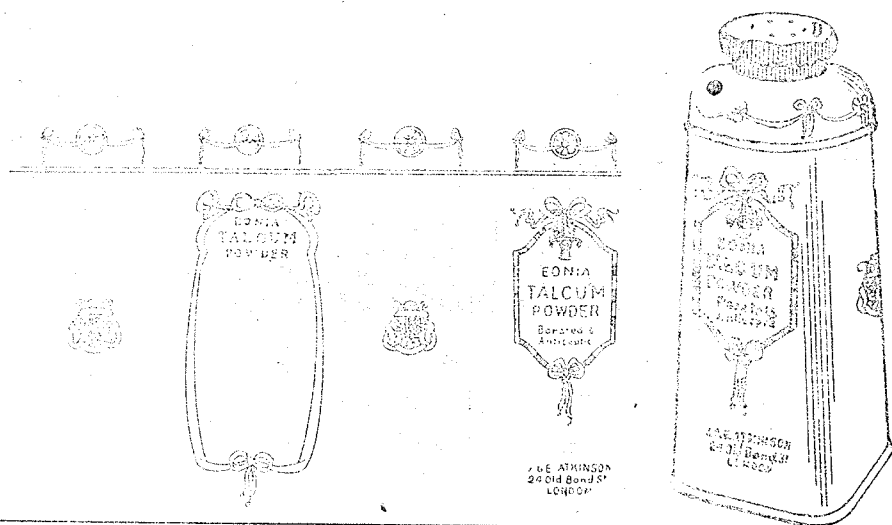 EONIA
TALCUM
POWDER
EONIA
TALCUM
POWDER
Borated &
Antiseptic
J & E ATKINSON
24 Old Bond St
LONDON
EONIA
TALCUM
POWDER
J & E ATKINSON
24 Old Bond St
LONDON